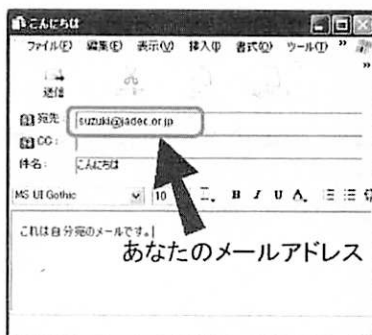 こんにちは
ファイル(F) 編集(E) 表示(V) 挿入(I) 書式(O) ツール(T) »
»
送信
宛先: suzuki@jadec.or.jp
CC:
件名: こんにちは
MS UI Gothic 10 B I U A
これは自分宛のメールです。
あなたのメールアドレス